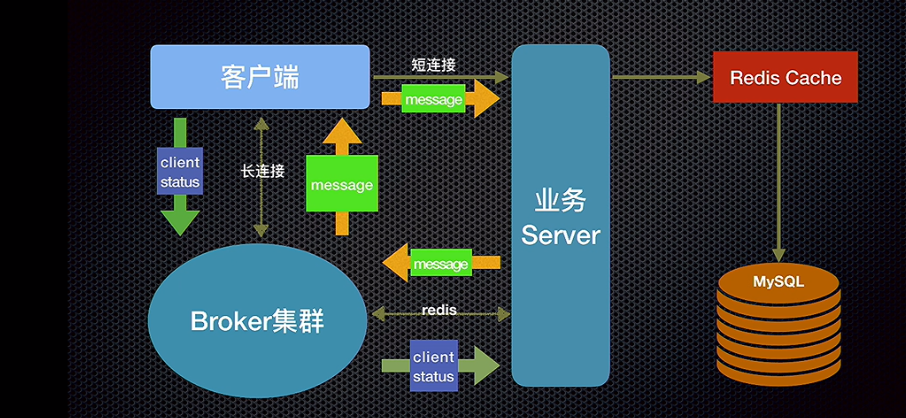 客户端
短连接
Redis Cache
message
client
status
长连接
message
业务
Server
message
MySQL
Broker集群
redis
client
status